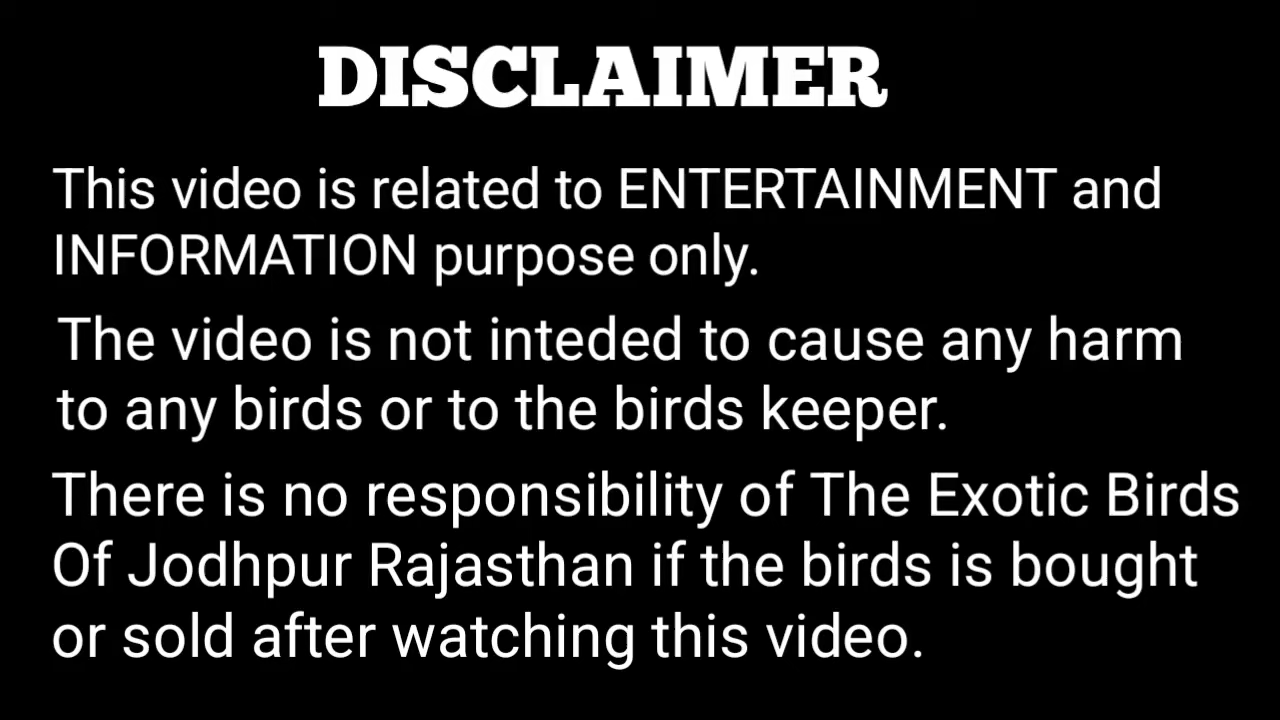 DISCLAIMER
This video is related to ENTERTAINMENT and
INFORMATION purpose only.
The video is not inteded to cause any harm
to any birds or to the birds keeper.
There is no responsibility of The Exotic Birds
Of Jodhpur Rajasthan if the birds is bought
or sold after watching this video.